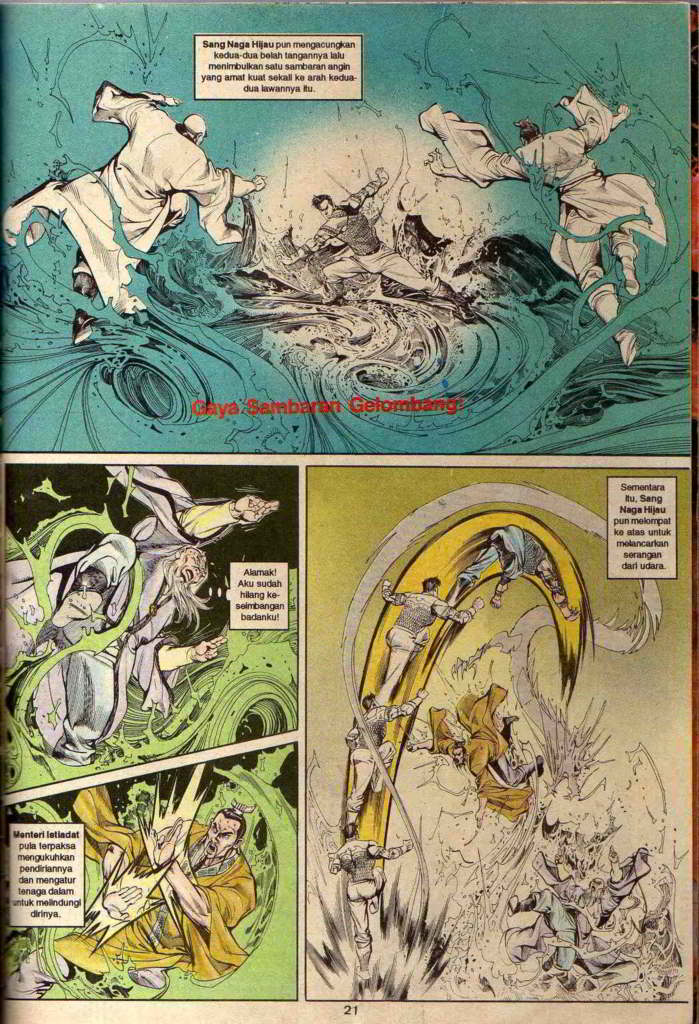 Sang Naga Hijau pun mengacungkan
kedua-dua belah tangannya lalu
menimbulkan satu sambaran angin
yang amat kuat sekali ke arah kedua-
dua lawannya itu.
Gaya Sambaran Gelombang!
Alamak!
Aku sudah
hilang ke-
seimbangan
badanku!
Menteri Istiadat
pula terpaksa
mengukuhkan
pendiriannya
dan mengatur
tenaga dalam
untuk melindungi
dirinya.
Sementara
itu, Sang
Naga Hijau
pun melompat
ke atas untuk
melancarkan
serangan
dari udara.
21